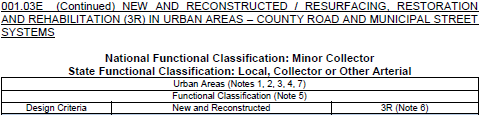 001.03E (Continued) NEW AND RECONSTRUCTED / RESURFACING, RESTORATION
AND REHABILITATION (3R) IN URBAN AREAS – COUNTY ROAD AND MUNICIPAL STREET
SYSTEMS
National Functional Classification: Minor Collector
State Functional Classification: Local, Collector or Other Arterial
Urban Areas (Notes 1, 2, 3, 4, 7)
Functional Classification (Note 5)
Design Criteria New and Reconstructed 3R (Note 6)